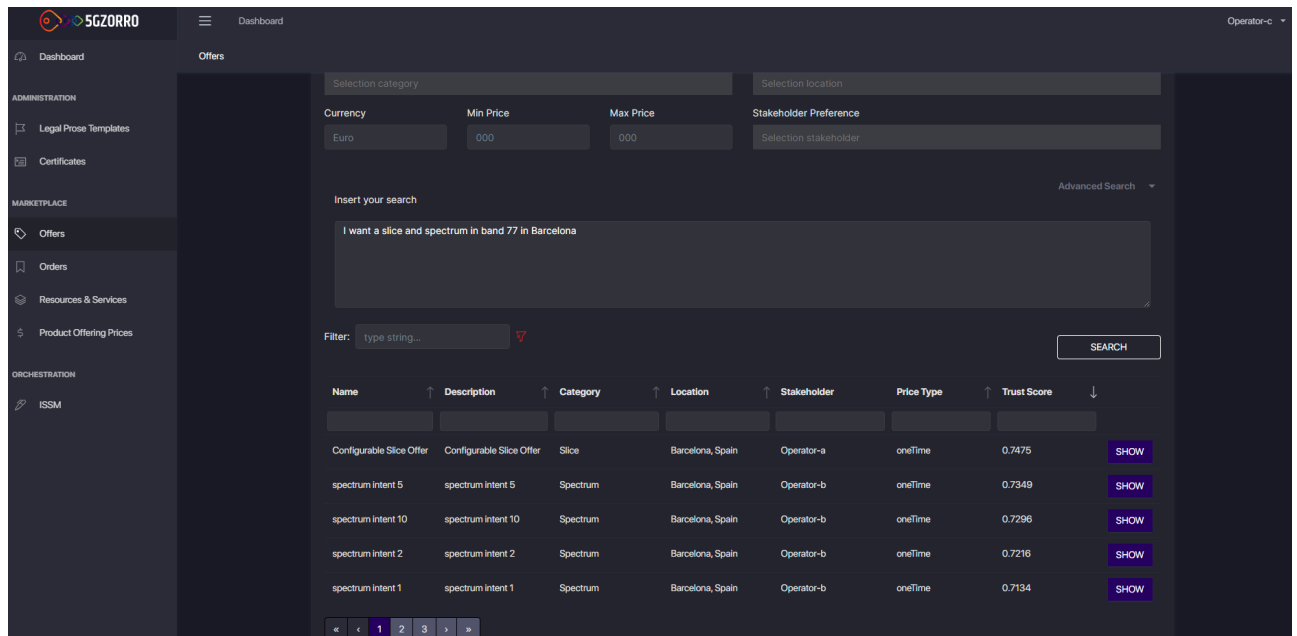 5GZORRO
Dashboard
Operator-c
Dashboard
Offers
ADMINISTRATION
Legal Prose Templates
Certificates
MARKETPLACE
Offers
Orders
Resources & Services
Product Offering Prices
ORCHESTRATION
ISSM
Selection category
Selection location
Currency Min Price Max Price Stakeholder Preference
Euro 000 000 Selection stakeholder
Advanced Search
Insert your search
I want a slice and spectrum in band 77 in Barcelona
Filter: type string...
SEARCH
Name Description Category Location Stakeholder Price Type Trust Score
Configurable Slice Offer Configurable Slice Offer Slice Barcelona, Spain Operator-a oneTime 0.7475 SHOW
spectrum intent 5 spectrum intent 5 Spectrum Barcelona, Spain Operator-b oneTime 0.7349 SHOW
spectrum intent 10 spectrum intent 10 Spectrum Barcelona, Spain Operator-b oneTime 0.7296 SHOW
spectrum intent 2 spectrum intent 2 Spectrum Barcelona, Spain Operator-b oneTime 0.7216 SHOW
spectrum intent 1 spectrum intent 1 Spectrum Barcelona, Spain Operator-b oneTime 0.7134 SHOW
« ‹ 1 2 3 › »